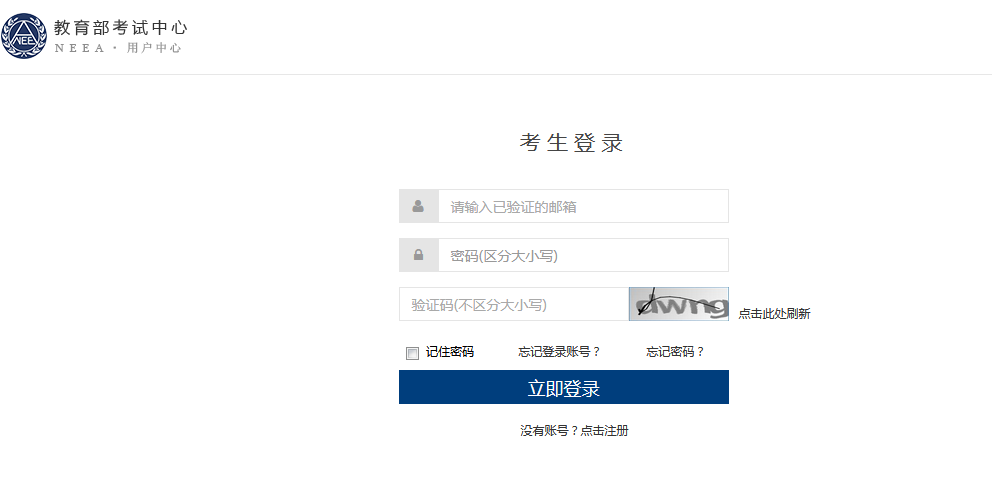 教育部考试中心
NEEA · 用户中心
NEEA
考生登录
请输入已验证的邮箱
密码(区分大小写)
验证码(不区分大小写)
dwng
点击此处刷新
记住密码
忘记登录账号？
忘记密码？
立即登录
没有账号？点击注册